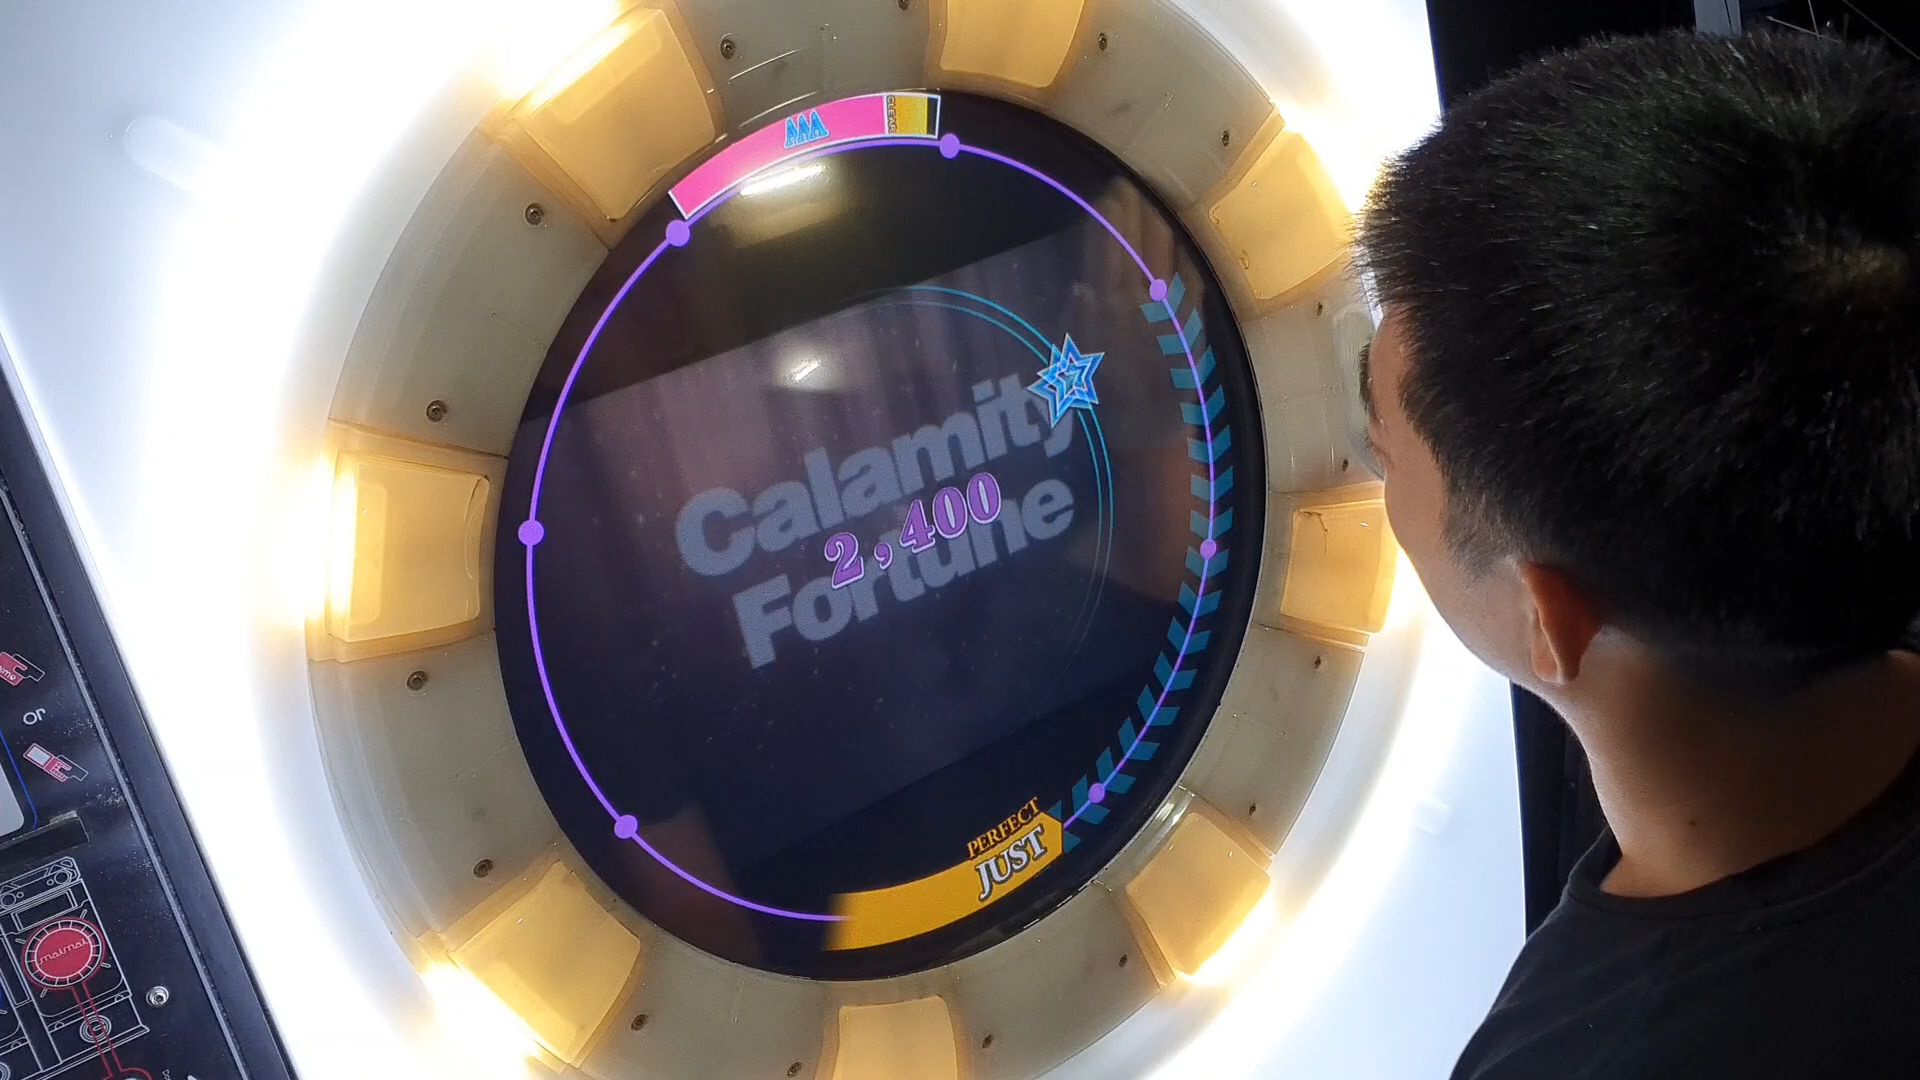 AAA
CLEAR
Calamity
2,400
Fortune
PERFECT
JUST
or
maimai